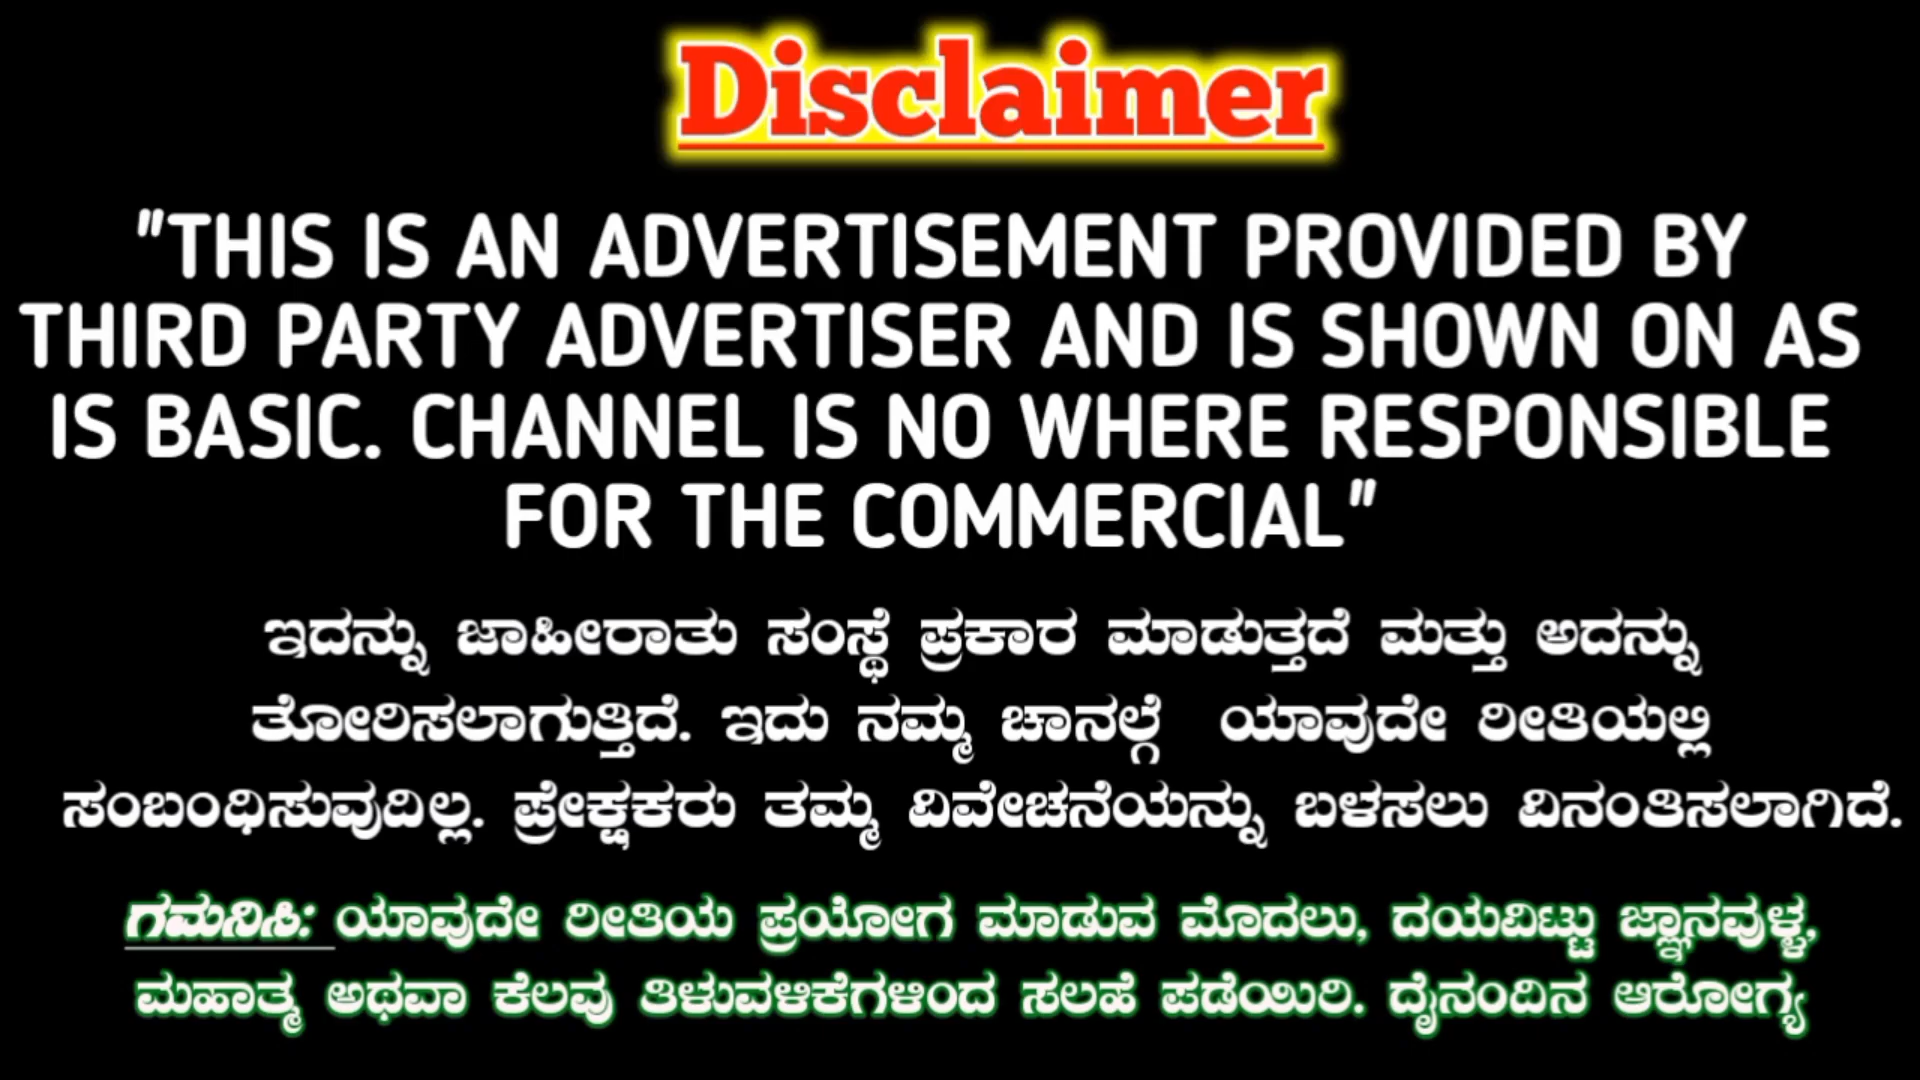 Disclaimer
"THIS IS AN ADVERTISEMENT PROVIDED BY
THIRD PARTY ADVERTISER AND IS SHOWN ON AS
IS BASIC. CHANNEL IS NO WHERE RESPONSIBLE
FOR THE COMMERCIAL"
ಇದನ್ನು ಜಾಹೀರಾತು ಸಂಸ್ಥೆ ಪ್ರಕಾರ ಮಾಡುತ್ತದೆ ಮತ್ತು ಅದನ್ನು
ತೋರಿಸಲಾಗುತ್ತಿದೆ. ಇದು ನಮ್ಮ ಚಾನಲ್ಗೆ ಯಾವುದೇ ರೀತಿಯಲ್ಲಿ
ಸಂಬಂಧಿಸುವುದಿಲ್ಲ. ಪ್ರೇಕ್ಷಕರು ತಮ್ಮ ವಿವೇಚನೆಯನ್ನು ಬಳಸಲು ವಿನಂತಿಸಲಾಗಿದೆ.
ಗಮನಿಸಿ: ಯಾವುದೇ ರೀತಿಯ ಪ್ರಯೋಗ ಮಾಡುವ ಮೊದಲು, ದಯವಿಟ್ಟು ಜ್ಞಾನವುಳ್ಳ,
ಮಹಾತ್ಮ ಅಥವಾ ಕೆಲವು ತಿಳುವಳಿಕೆಗಳಿಂದ ಸಲಹೆ ಪಡೆಯಿರಿ. ದೈನಂದಿನ ಆರೋಗ್ಯ